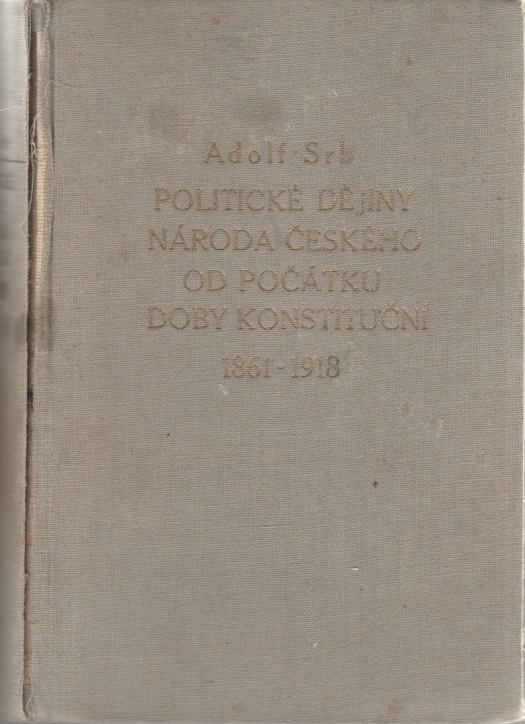 Adolf Srb
POLITICKÉ DĚJINY
NÁRODA ČESKÉHO
OD POČÁTKU
DOBY KONSTITUČNÍ
1861-1918